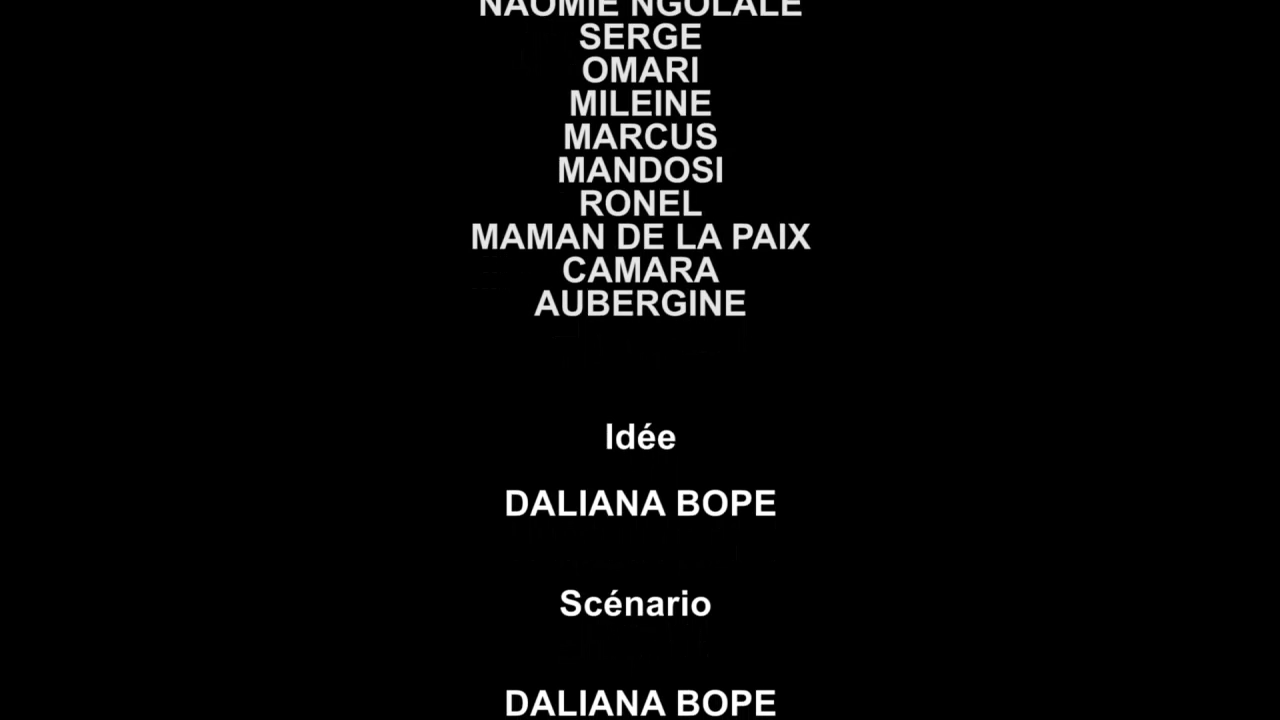 NAOMIE NGOLALE
SERGE
OMARI
MILEINE
MARCUS
MANDOSI
RONEL
MAMAN DE LA PAIX
CAMARA
AUBERGINE
Idée
DALIANA BOPE
Scénario
DALIANA BOPE